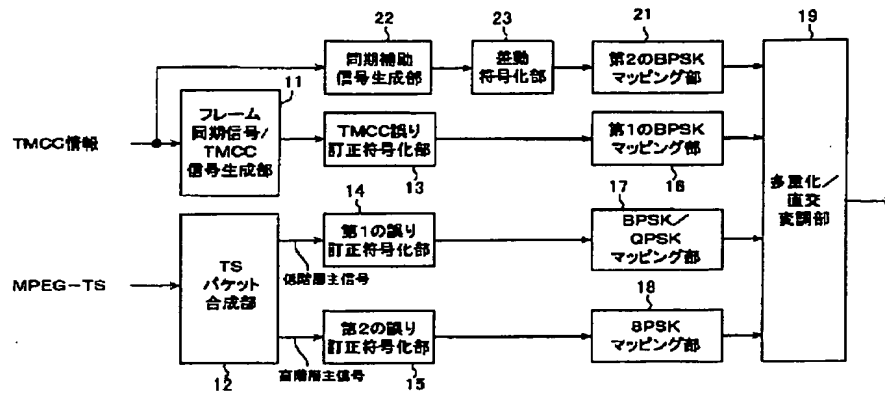 22
同期補助
信号生成部
23
差動
符号化部
21
第2のBPSK
マッピング部
19
多重化/
直交
変調部
TMCC情報
11
フレーム
同期信号/
TMCC
信号生成部
TMCC誤り
訂正符号化部
13
第1のBPSK
マッピング部
16
MPEG-TS
TS
パケット
合成部
12
14
第1の誤り
訂正符号化部
低階層主信号
17
BPSK/
QPSK
マッピング部
第2の誤り
訂正符号化部
15
高階層主信号
18
8PSK
マッピング部